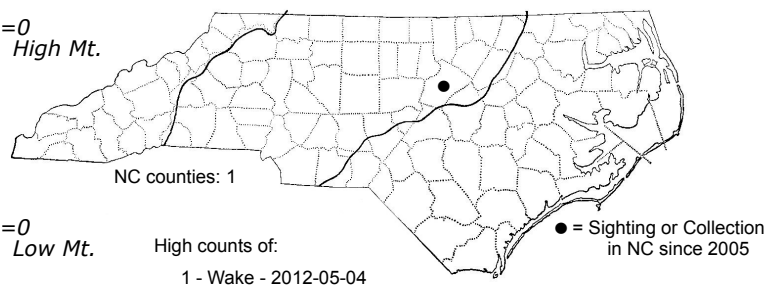 =0
High Mt.
NC counties: 1
=0
Low Mt.
High counts of:
1 - Wake - 2012-05-04
● = Sighting or Collection
in NC since 2005